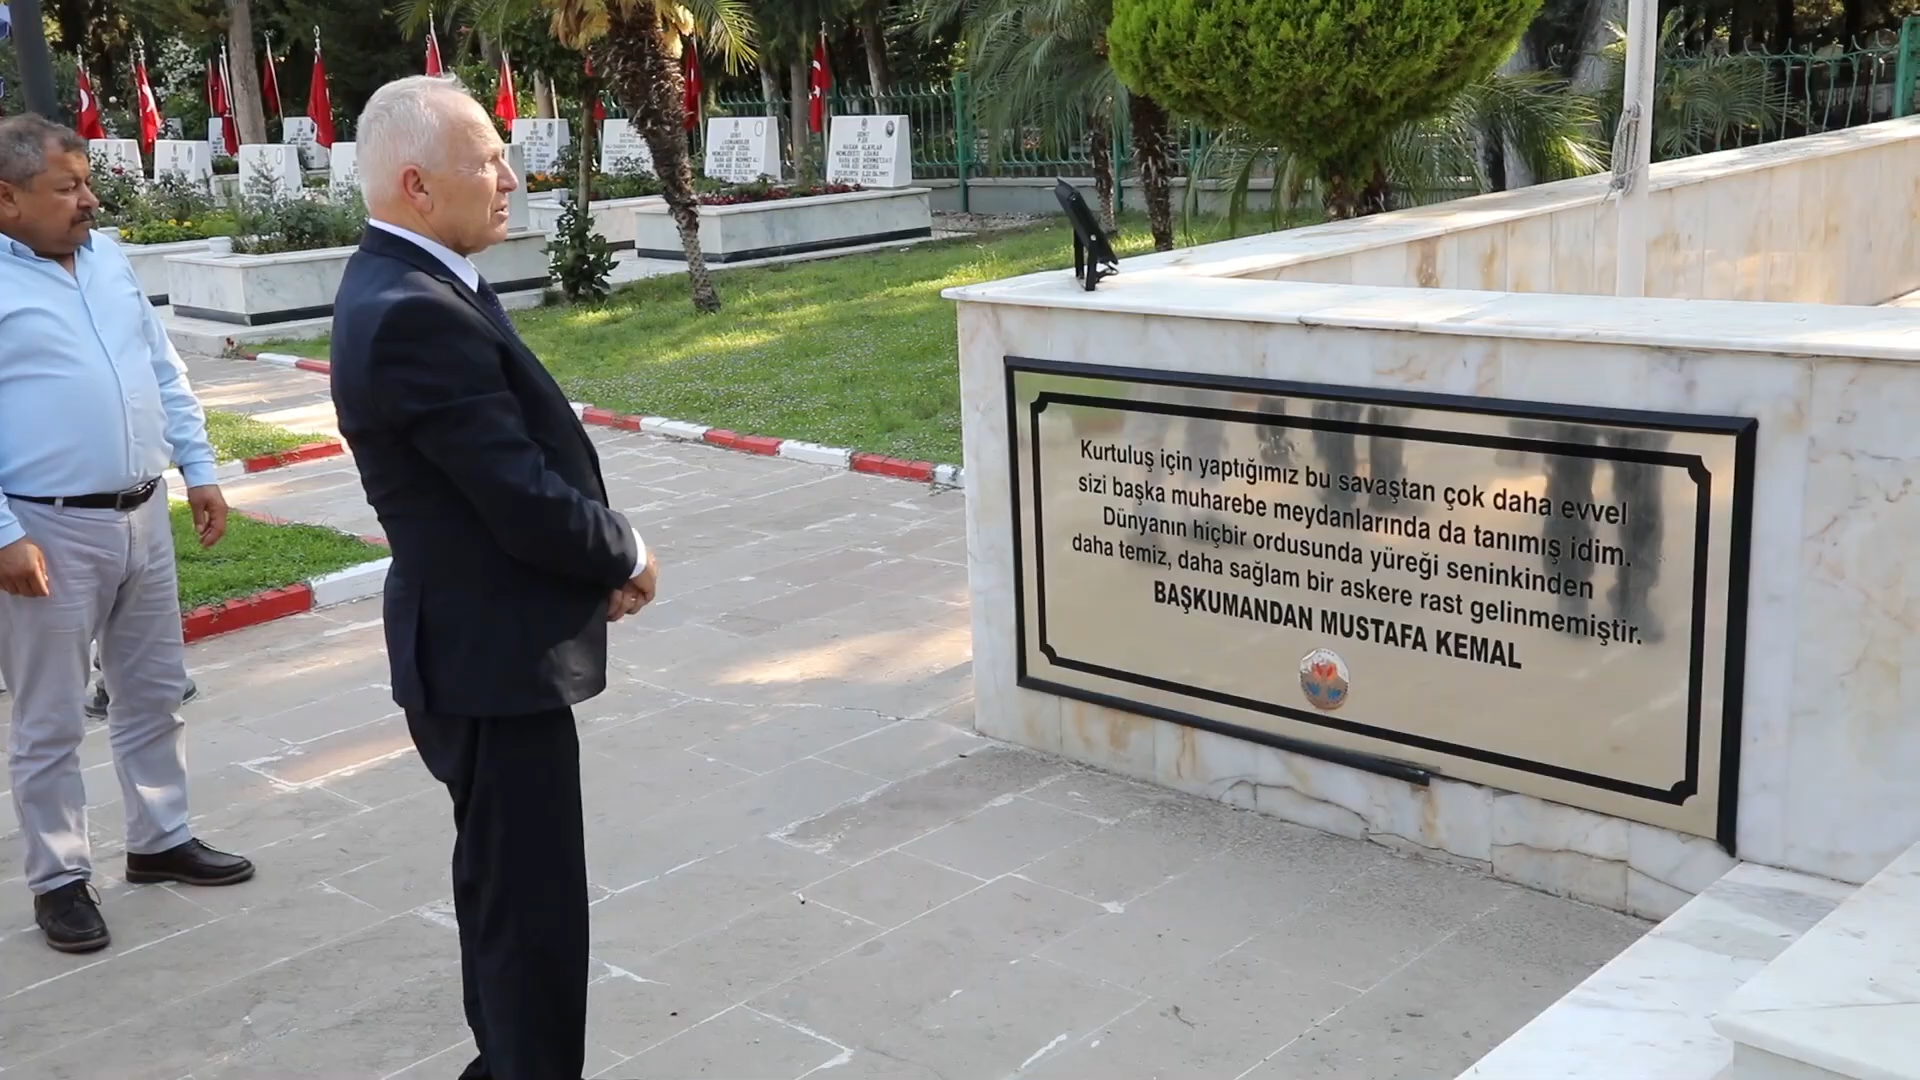 Kurtuluş için yaptığımız bu savaştan çok daha evvel
sizi başka muharebe meydanlarında da tanımış idim.
Dünyanın hiçbir ordusunda yüreği seninkinden
daha temiz, daha sağlam bir askere rast gelinmemiştir.
BAŞKUMANDAN MUSTAFA KEMAL